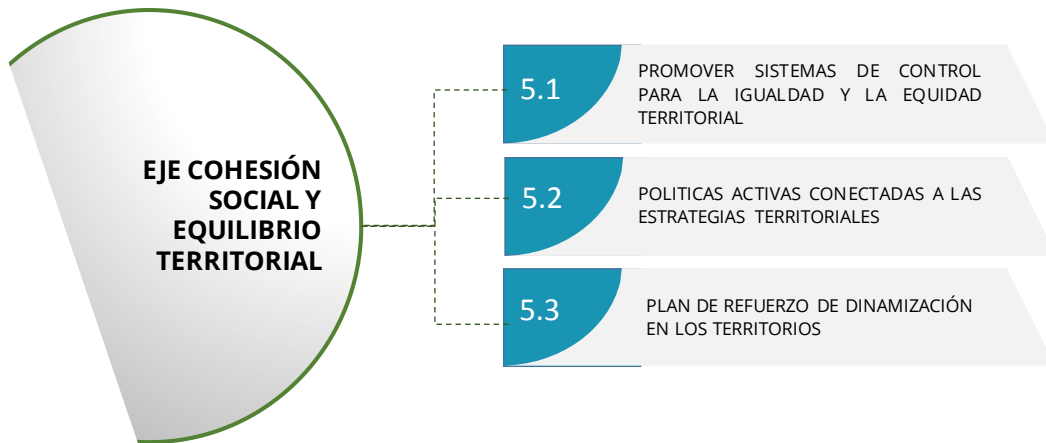 EJE COHESIÓN
SOCIAL Y
EQUILIBRIO
TERRITORIAL
5.1
PROMOVER SISTEMAS DE CONTROL
PARA LA IGUALDAD Y LA EQUIDAD
TERRITORIAL
5.2
POLITICAS ACTIVAS CONECTADAS A LAS
ESTRATEGIAS TERRITORIALES
5.3
PLAN DE REFUERZO DE DINAMIZACIÓN
EN LOS TERRITORIOS